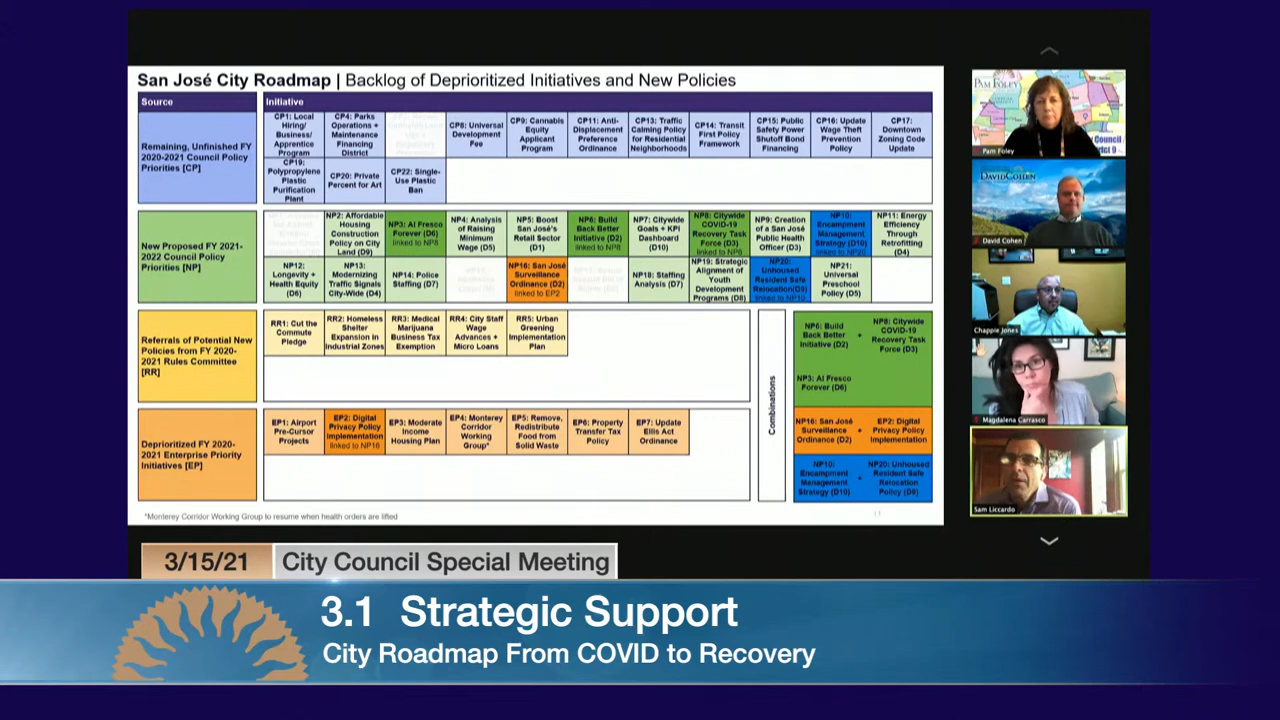 San José City Roadmap | Backlog of Deprioritized Initiatives and New Policies
Source
Initiative
Remaining, Unfinished FY
2020-2021 Council Policy
Priorities [CP]
CP1: Local
Hiring/
Business/
Apprentice
Program
CP4: Parks
Operations +
Maintenance
Financing
District
CP8: Universal
Development
Fee
CP9: Cannabis
Equity
Applicant
Program
CP11: Anti-
Displacement
Preference
Ordinance
CP13: Traffic
Calming Policy
for Residential
Neighborhoods
CP14: Transit
First Policy
Framework
CP15: Public
Safety Power
Shutoff Bond
Financing
CP16: Update
Wage Theft
Prevention
Policy
CP17:
Downtown
Zoning Code
Update
CP19:
Polypropylene
Plastic
Purification
Plant
CP20: Private
Percent for Art
CP22: Single-
Use Plastic
Ban
New Proposed FY 2021-
2022 Council Policy
Priorities [NP]
NP2: Affordable
Housing
Construction
Policy on City
Land (D9)
NP3: Al Fresco
Forever (D6)
linked to NP8
NP4: Analysis
of Raising
Minimum
Wage (D5)
NP5: Boost
San José's
Retail Sector
(D1)
NP6: Build
Back Better
Initiative (D2)
linked to NP8
NP7: Citywide
Goals + KPI
Dashboard
(D10)
NP8: Citywide
COVID-19
Recovery Task
Force (D3)
linked to NP6
NP9: Creation
of a San José
Public Health
Officer (D3)
NP10:
Encampment
Management
Strategy (D10)
linked to NP20
NP11: Energy
Efficiency
Through
Retrofitting
(D4)
NP12:
Longevity +
Health Equity
(D6)
NP13:
Modernizing
Traffic Signals
City-Wide (D4)
NP14: Police
Staffing (D7)
NP16: San José
Surveillance
Ordinance (D2)
linked to EP2
NP18: Staffing
Analysis (D7)
NP19: Strategic
Alignment of
Youth
Development
Programs (D8)
NP20:
Unhoused
Resident Safe
Relocation(D9)
linked to NP10
NP21:
Universal
Preschool
Policy (D5)
Referrals of Potential New
Policies from FY 2020-
2021 Rules Committee
[RR]
RR1: Cut the
Commute
Pledge
RR2: Homeless
Shelter
Expansion in
Industrial Zones
RR3: Medical
Marijuana
Business Tax
Exemption
RR4: City Staff
Wage
Advances +
Micro Loans
RR5: Urban
Greening
Implementation
Plan
Deprioritized FY 2020-
2021 Enterprise Priority
Initiatives [EP]
EP1: Airport
Pre-Cursor
Projects
EP2: Digital
Privacy Policy
Implementation
linked to NP16
EP3: Moderate
Income
Housing Plan
EP4: Monterey
Corridor
Working
Group*
EP5: Remove,
Redistribute
Food from
Solid Waste
EP6: Property
Transfer Tax
Policy
EP7: Update
Ellis Act
Ordinance
Combinations
NP6: Build
Back Better
Initiative (D2)
+
NP8: Citywide
COVID-19
Recovery Task
Force (D3)
NP3: Al Fresco
Forever (D6)
NP16: San José
Surveillance
Ordinance (D2)
+
EP2: Digital
Privacy Policy
Implementation
NP10:
Encampment
Management
Strategy (D10)
+
NP20: Unhoused
Resident Safe
Relocation
Policy (D9)
*Monterey Corridor Working Group to resume when health orders are lifted
PAM FOLEY
Council
District 9
Pam Foley
DAVID COHEN
David Cohen
Chappie Jones
Magdalena Carrasco
Sam Liccardo
3/15/21
City Council Special Meeting
3.1 Strategic Support
City Roadmap From COVID to Recovery